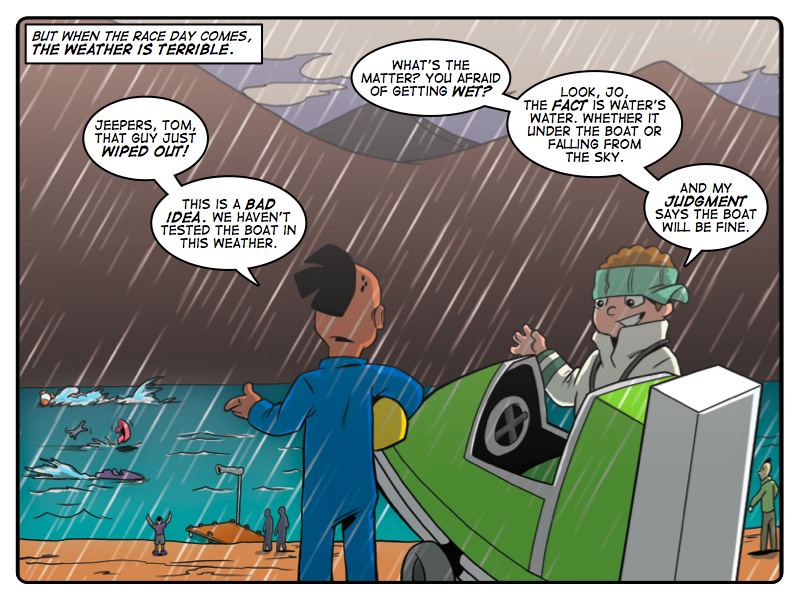 BUT WHEN THE RACE DAY COMES,
THE WEATHER IS TERRIBLE.
JEEPERS, TOM,
THAT GUY JUST
WIPED OUT!
THIS IS A BAD
IDEA. WE HAVEN'T
TESTED THE BOAT IN
THIS WEATHER.
WHAT'S THE
MATTER? YOU AFRAID
OF GETTING WET?
LOOK, JO,
THE FACT IS WATER'S
WATER. WHETHER IT
UNDER THE BOAT OR
FALLING FROM
THE SKY.
AND MY
JUDGMENT
SAYS THE BOAT
WILL BE FINE.